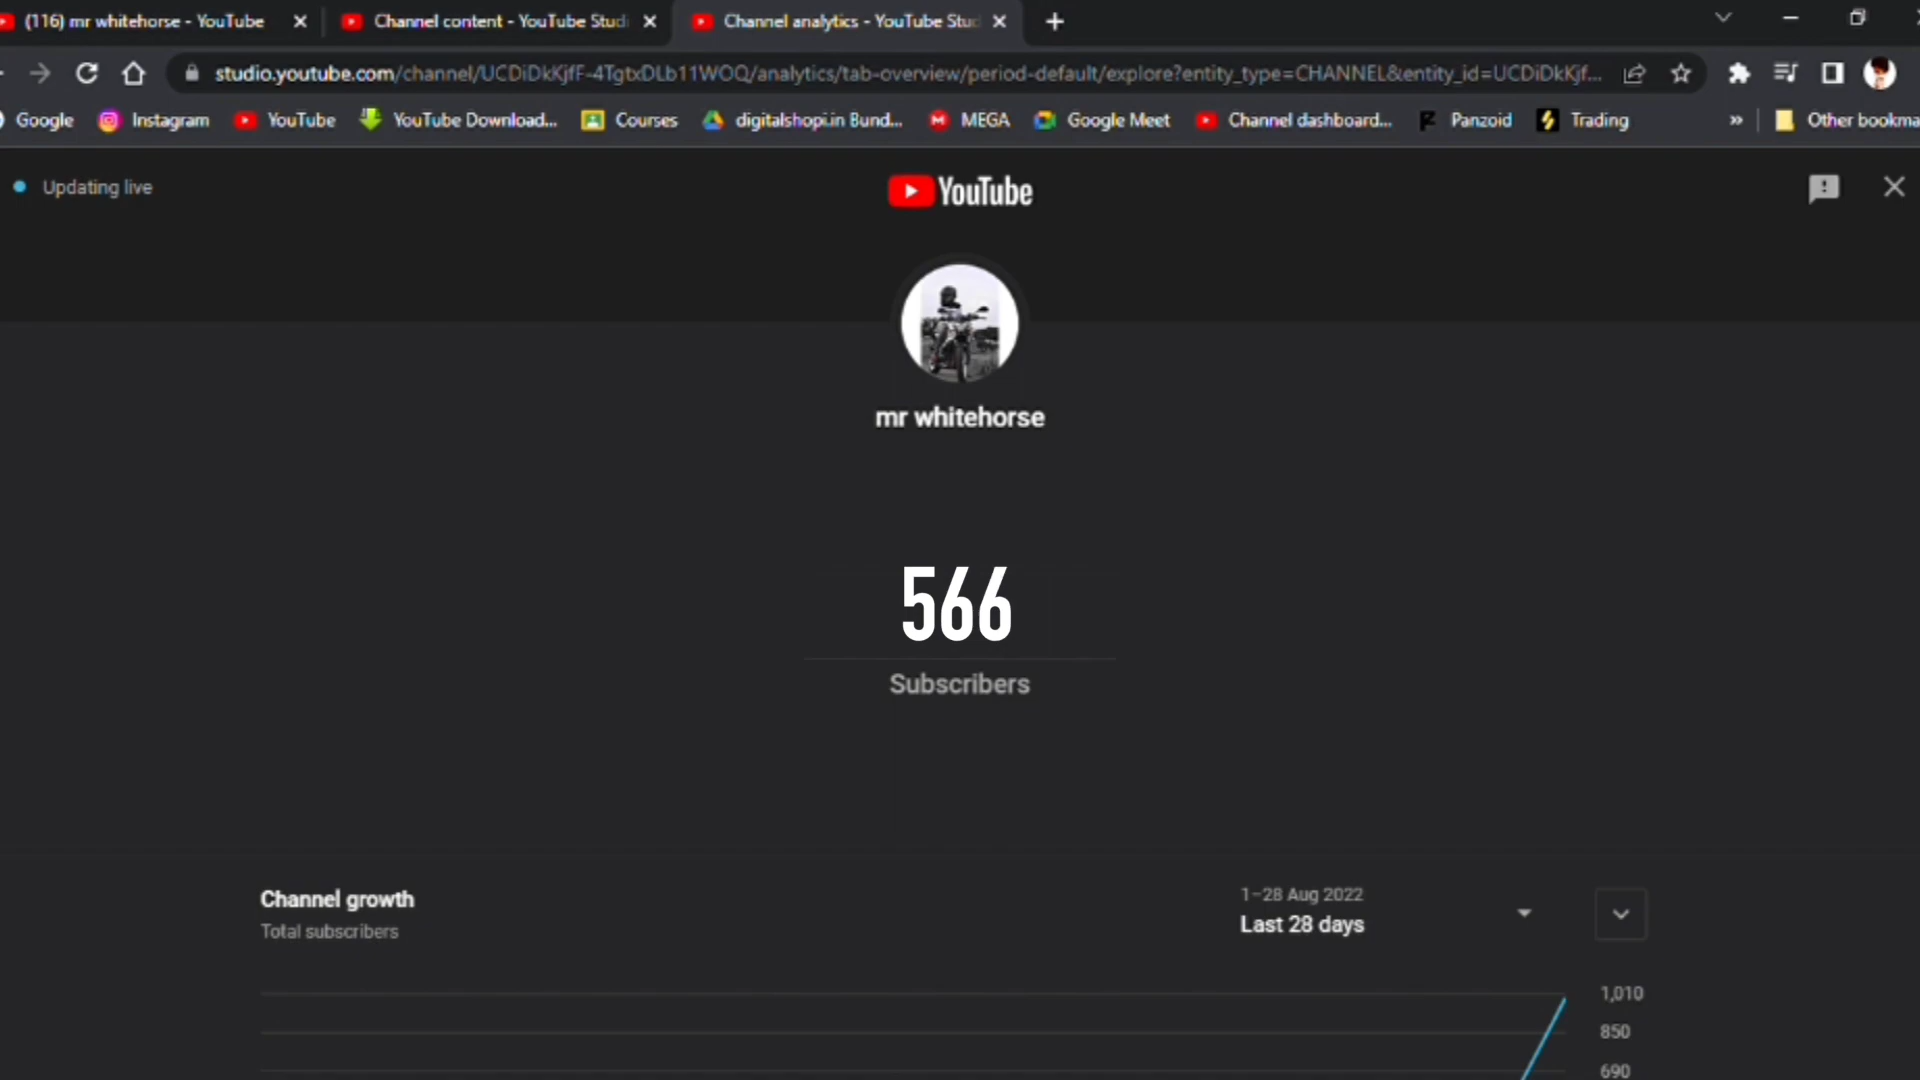 (116) mr whitehorse - YouTube
Channel content - YouTube Studi
Channel analytics - YouTube Stud
studio.youtube.com/channel/UCDiDkKjfF-4TgtxDLb11WOQ/analytics/tab-overview/period-default/explore?entity_type=CHANNEL&entity_id=UCDiDkKjf...
Google
Instagram
YouTube
YouTube Download...
Courses
digitalshopi.in Bund...
MEGA
Google Meet
Channel dashboard...
Panzoid
Trading
»
Other bookma
Updating live
YouTube
mr whitehorse
566
Subscribers
Channel growth
Total subscribers
1–28 Aug 2022
Last 28 days
1,010
850
690